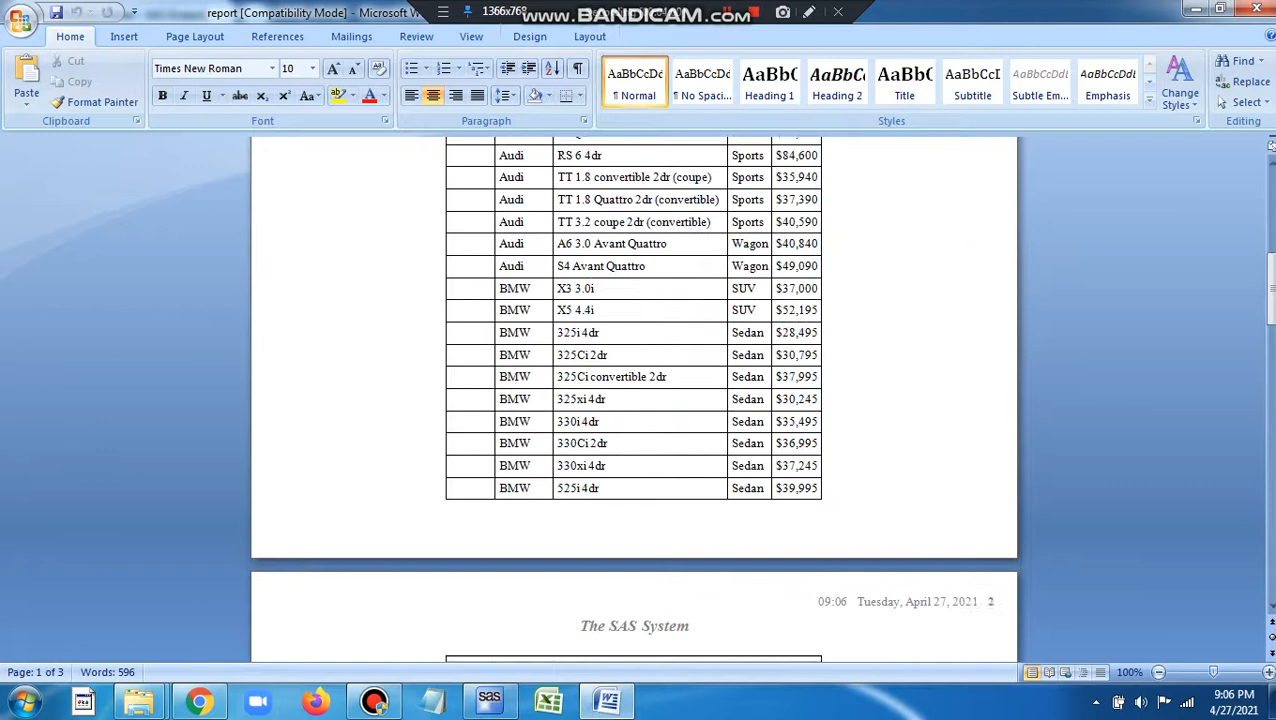 report [Compatibility Mode] - Microsoft W
1366x768
www.BANDICAM.com
Home Insert Page Layout References Mailings Review View Design Layout
Paste
Cut
Copy
Format Painter
Clipboard
Times New Roman 10
Font
Paragraph
AaBbCcDd AaBbCcDd AaBbC AaBbCc AaBbC AaBbCcI AaBbCcDdI AaBbCcDdI
¶ Normal ¶ No Spaci... Heading 1 Heading 2 Title Subtitle Subtle Em... Emphasis
Change Styles
Styles
Find
Replace
Select
Editing
Audi RS 6 4dr Sports $84,600
Audi TT 1.8 convertible 2dr (coupe) Sports $35,940
Audi TT 1.8 Quattro 2dr (convertible) Sports $37,390
Audi TT 3.2 coupe 2dr (convertible) Sports $40,590
Audi A6 3.0 Avant Quattro Wagon $40,840
Audi S4 Avant Quattro Wagon $49,090
BMW X3 3.0i SUV $37,000
BMW X5 4.4i SUV $52,195
BMW 325i 4dr Sedan $28,495
BMW 325Ci 2dr Sedan $30,795
BMW 325Ci convertible 2dr Sedan $37,995
BMW 325xi 4dr Sedan $30,245
BMW 330i 4dr Sedan $35,495
BMW 330Ci 2dr Sedan $36,995
BMW 330xi 4dr Sedan $37,245
BMW 525i 4dr Sedan $39,995
09:06 Tuesday, April 27, 2021 2
The SAS System
Page: 1 of 3 Words: 596
100%
9:06 PM
4/27/2021